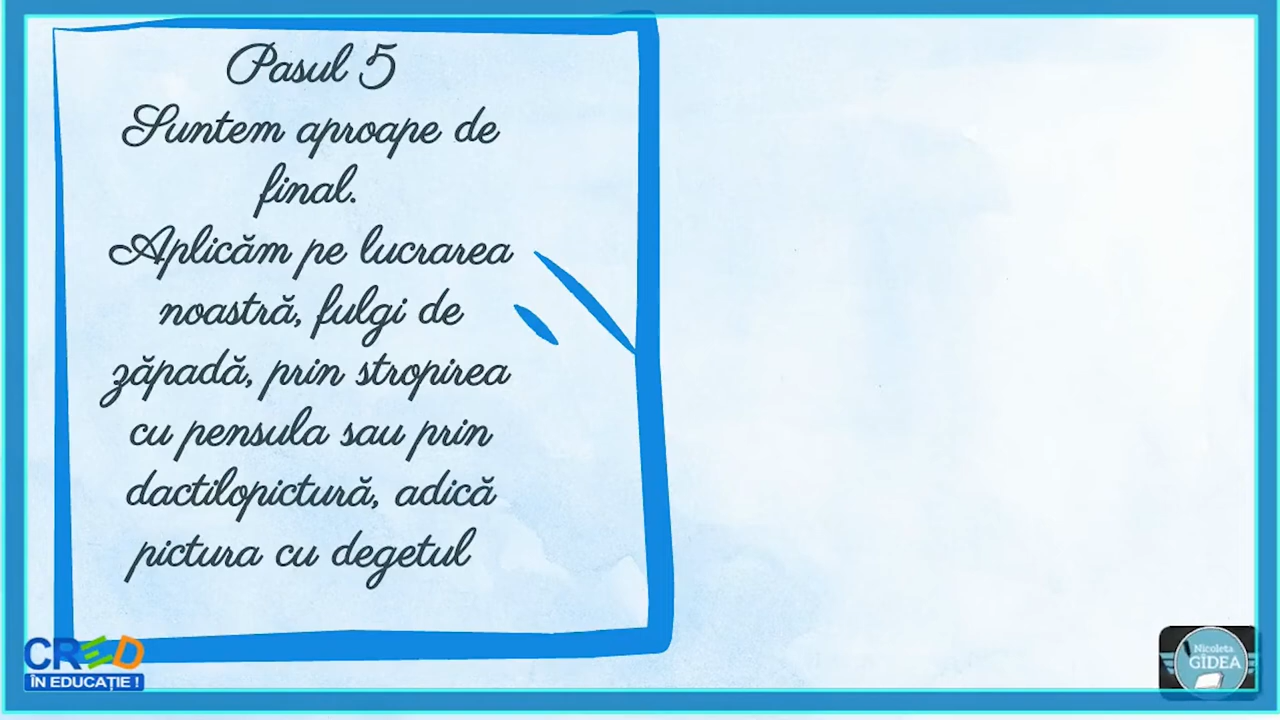 Pasul 5
Suntem aproape de
final.
Aplicăm pe lucrarea
noastră, fulgi de
zăpadă, prin stropirea
cu pensula sau prin
dactilopictură, adică
pictura cu degetul
CRED
ÎN EDUCAȚIE !
Nicoleta
GÎDEA